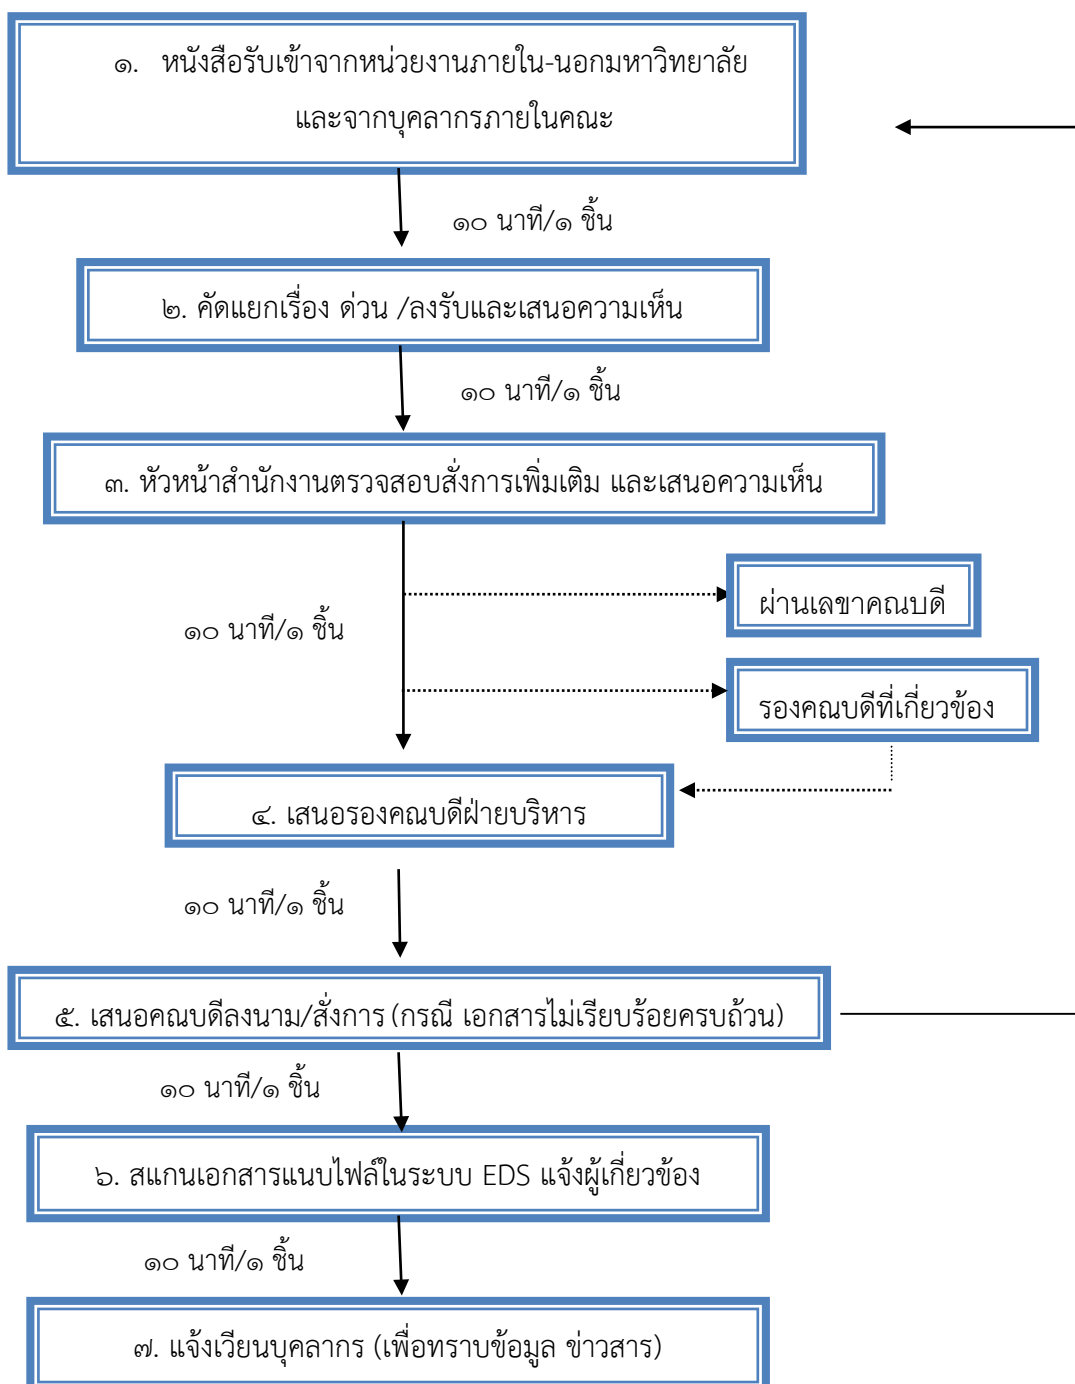 ๑. หนังสือรับเข้าจากหน่วยงานภายใน-นอกมหาวิทยาลัย
และจากบุคลากรภายในคณะ
๑๐ นาที/๑ ชิ้น
๒. คัดแยกเรื่อง ด่วน /ลงรับและเสนอความเห็น
๑๐ นาที/๑ ชิ้น
๓. หัวหน้าสำนักงานตรวจสอบสั่งการเพิ่มเติม และเสนอความเห็น
ผ่านเลขาคณบดี
๑๐ นาที/๑ ชิ้น
รองคณบดีที่เกี่ยวข้อง
๔. เสนอรองคณบดีฝ่ายบริหาร
๑๐ นาที/๑ ชิ้น
๕. เสนอคณบดีลงนาม/สั่งการ (กรณี เอกสารไม่เรียบร้อยครบถ้วน)
๑๐ นาที/๑ ชิ้น
๖. สแกนเอกสารแนบไฟล์ในระบบ EDS แจ้งผู้เกี่ยวข้อง
๑๐ นาที/๑ ชิ้น
๗. แจ้งเวียนบุคลากร (เพื่อทราบข้อมูล ข่าวสาร)